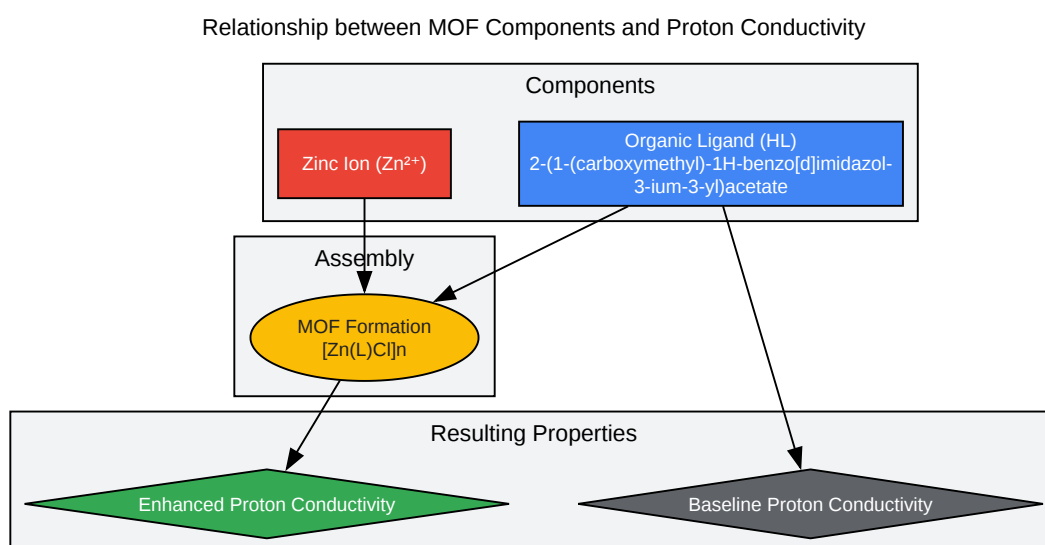 Relationship between MOF Components and Proton Conductivity
Components
Zinc Ion (Zn²⁺)
Organic Ligand (HL)
2-(1-(carboxymethyl)-1H-benzo[d]imidazol-
3-ium-3-yl)acetate
Assembly
MOF Formation
[Zn(L)Cl]n
Resulting Properties
Enhanced Proton Conductivity
Baseline Proton Conductivity